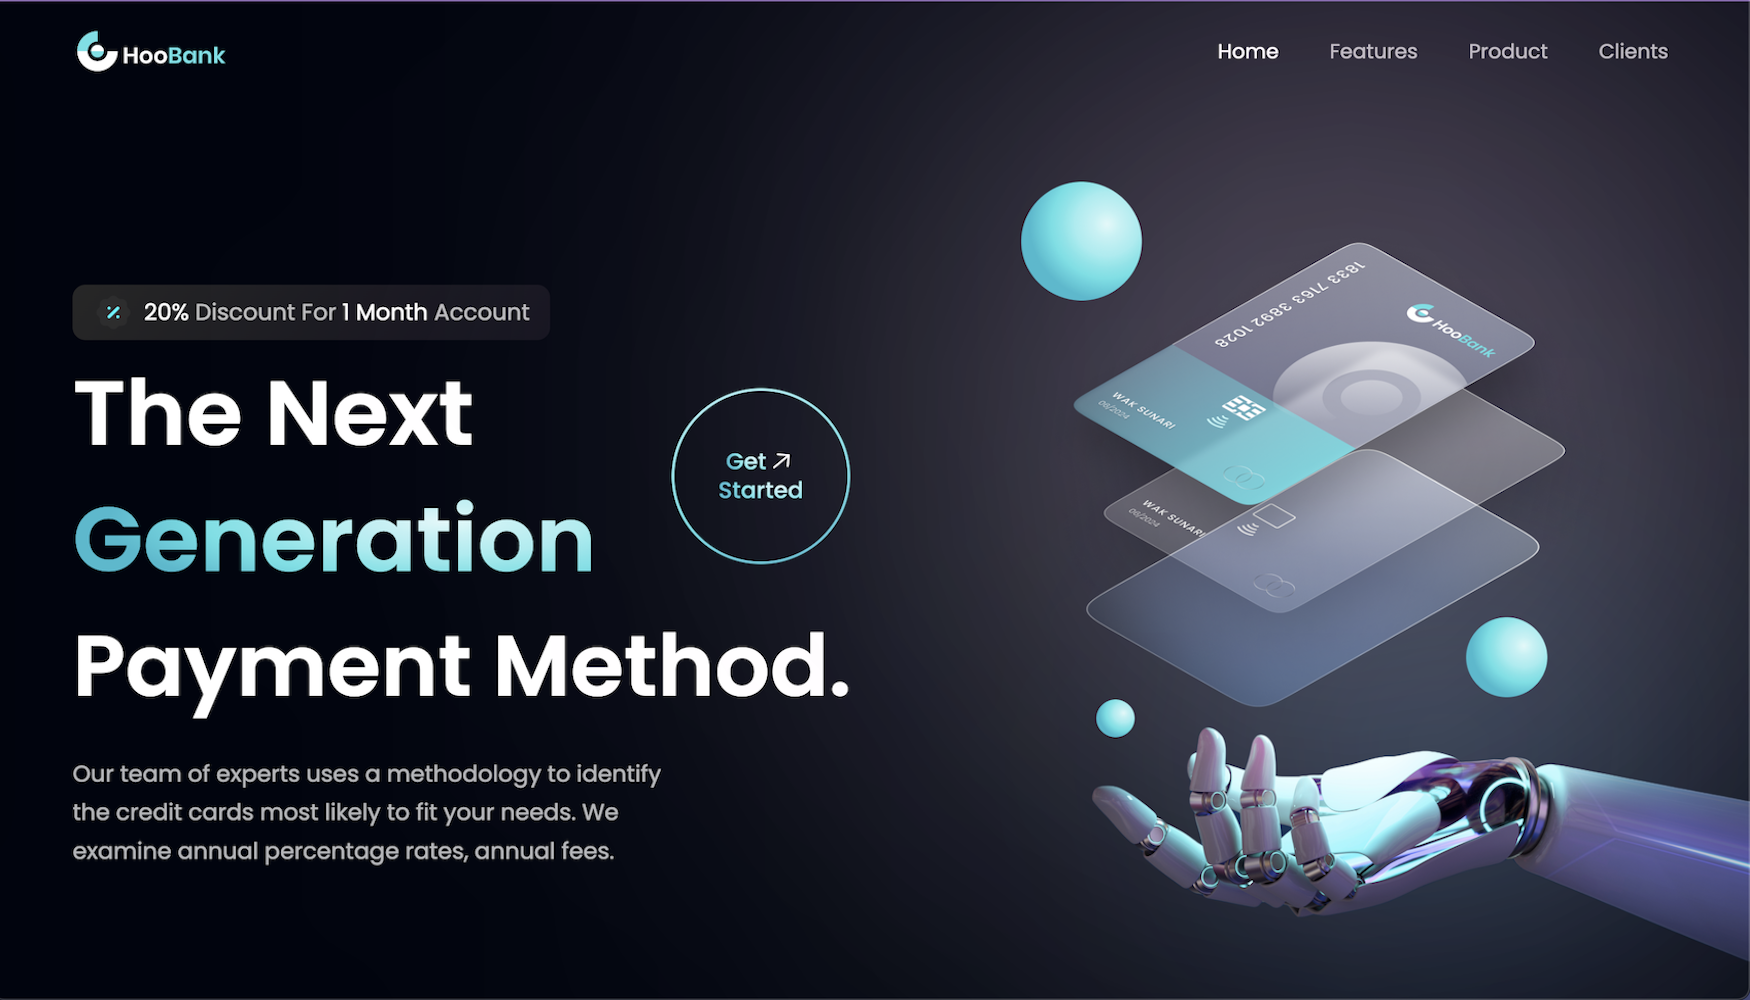 HooBank
Home Features Product Clients
20% Discount For 1 Month Account
The Next
Generation
Payment Method.
Get
Started
Our team of experts uses a methodology to identify
the credit cards most likely to fit your needs. We
examine annual percentage rates, annual fees.
1833 7163 3892 1028
HooBank
WAK SUNARI
06/2024
WAK SUNARI
06/2024